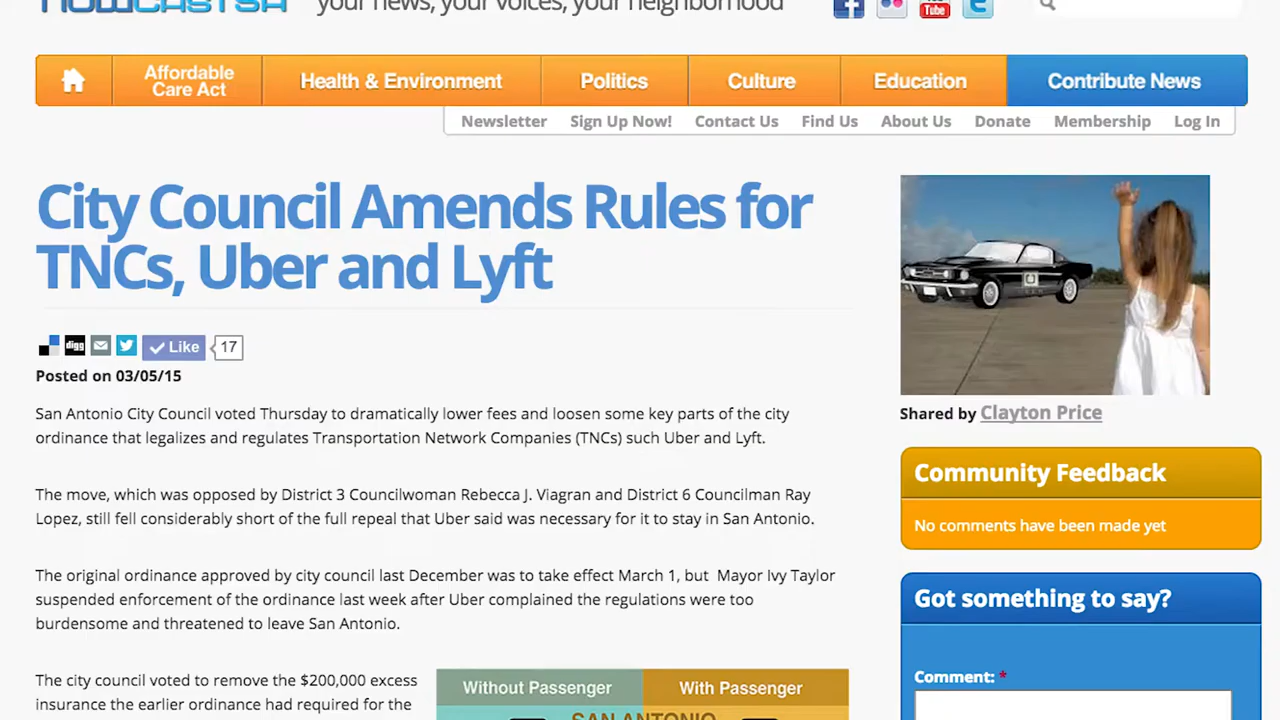 NOWCASTSA
your news, your voices, your neighborhood
You Tube
Affordable Care Act
Health & Environment
Politics
Culture
Education
Contribute News
Newsletter
Sign Up Now!
Contact Us
Find Us
About Us
Donate
Membership
Log In
City Council Amends Rules for
TNCs, Uber and Lyft
digg
Like
17
Posted on 03/05/15
San Antonio City Council voted Thursday to dramatically lower fees and loosen some key parts of the city
ordinance that legalizes and regulates Transportation Network Companies (TNCs) such Uber and Lyft.
The move, which was opposed by District 3 Councilwoman Rebecca J. Viagran and District 6 Councilman Ray
Lopez, still fell considerably short of the full repeal that Uber said was necessary for it to stay in San Antonio.
The original ordinance approved by city council last December was to take effect March 1, but Mayor Ivy Taylor
suspended enforcement of the ordinance last week after Uber complained the regulations were too
burdensome and threatened to leave San Antonio.
The city council voted to remove the $200,000 excess
insurance the earlier ordinance had required for the
Without Passenger
With Passenger
SAN ANTONIO
Shared by Clayton Price
Community Feedback
No comments have been made yet
Got something to say?
Comment: *